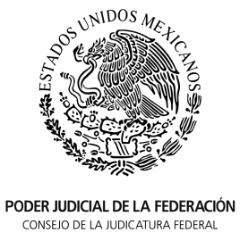 ESTADOS UNIDOS MEXICANOS
PODER JUDICIAL DE LA FEDERACIÓN
CONSEJO DE LA JUDICATURA FEDERAL